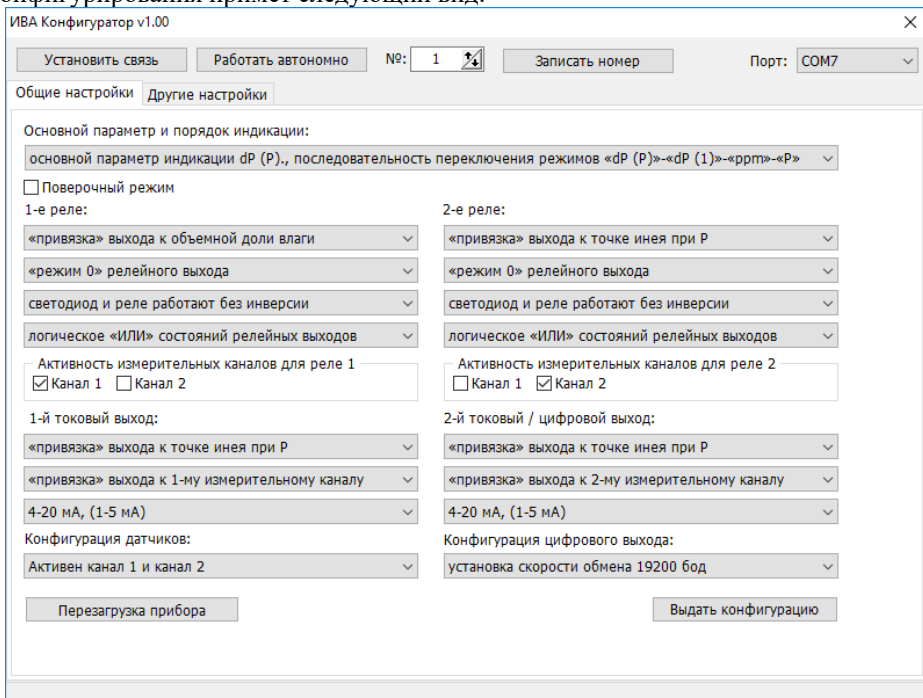 онфигурирования примет следующий вид:
ИВА Конфигуратор v1.00
Установить связь Работать автономно №: 1 Записать номер Порт: COM7
Общие настройки Другие настройки
Основной параметр и порядок индикации:
основной параметр индикации dP (P)., последовательность переключения режимов «dP (P)»-«dP (1)»-«ppm»-«P»
Поверочный режим
1-е реле: 2-е реле:
«привязка» выхода к объемной доли влаги «привязка» выхода к точке инея при P
«режим 0» релейного выхода «режим 0» релейного выхода
светодиод и реле работают без инверсии светодиод и реле работают без инверсии
логическое «ИЛИ» состояний релейных выходов логическое «ИЛИ» состояний релейных выходов
Активность измерительных каналов для реле 1 Активность измерительных каналов для реле 2
Канал 1 Канал 2 Канал 1 Канал 2
1-й токовый выход: 2-й токовый / цифровой выход:
«привязка» выхода к точке инея при P «привязка» выхода к точке инея при P
«привязка» выхода к 1-му измерительному каналу «привязка» выхода к 2-му измерительному каналу
4-20 мА, (1-5 мА) 4-20 мА, (1-5 мА)
Конфигурация датчиков: Конфигурация цифрового выхода:
Активен канал 1 и канал 2 установка скорости обмена 19200 бод
Перезагрузка прибора Выдать конфигурацию